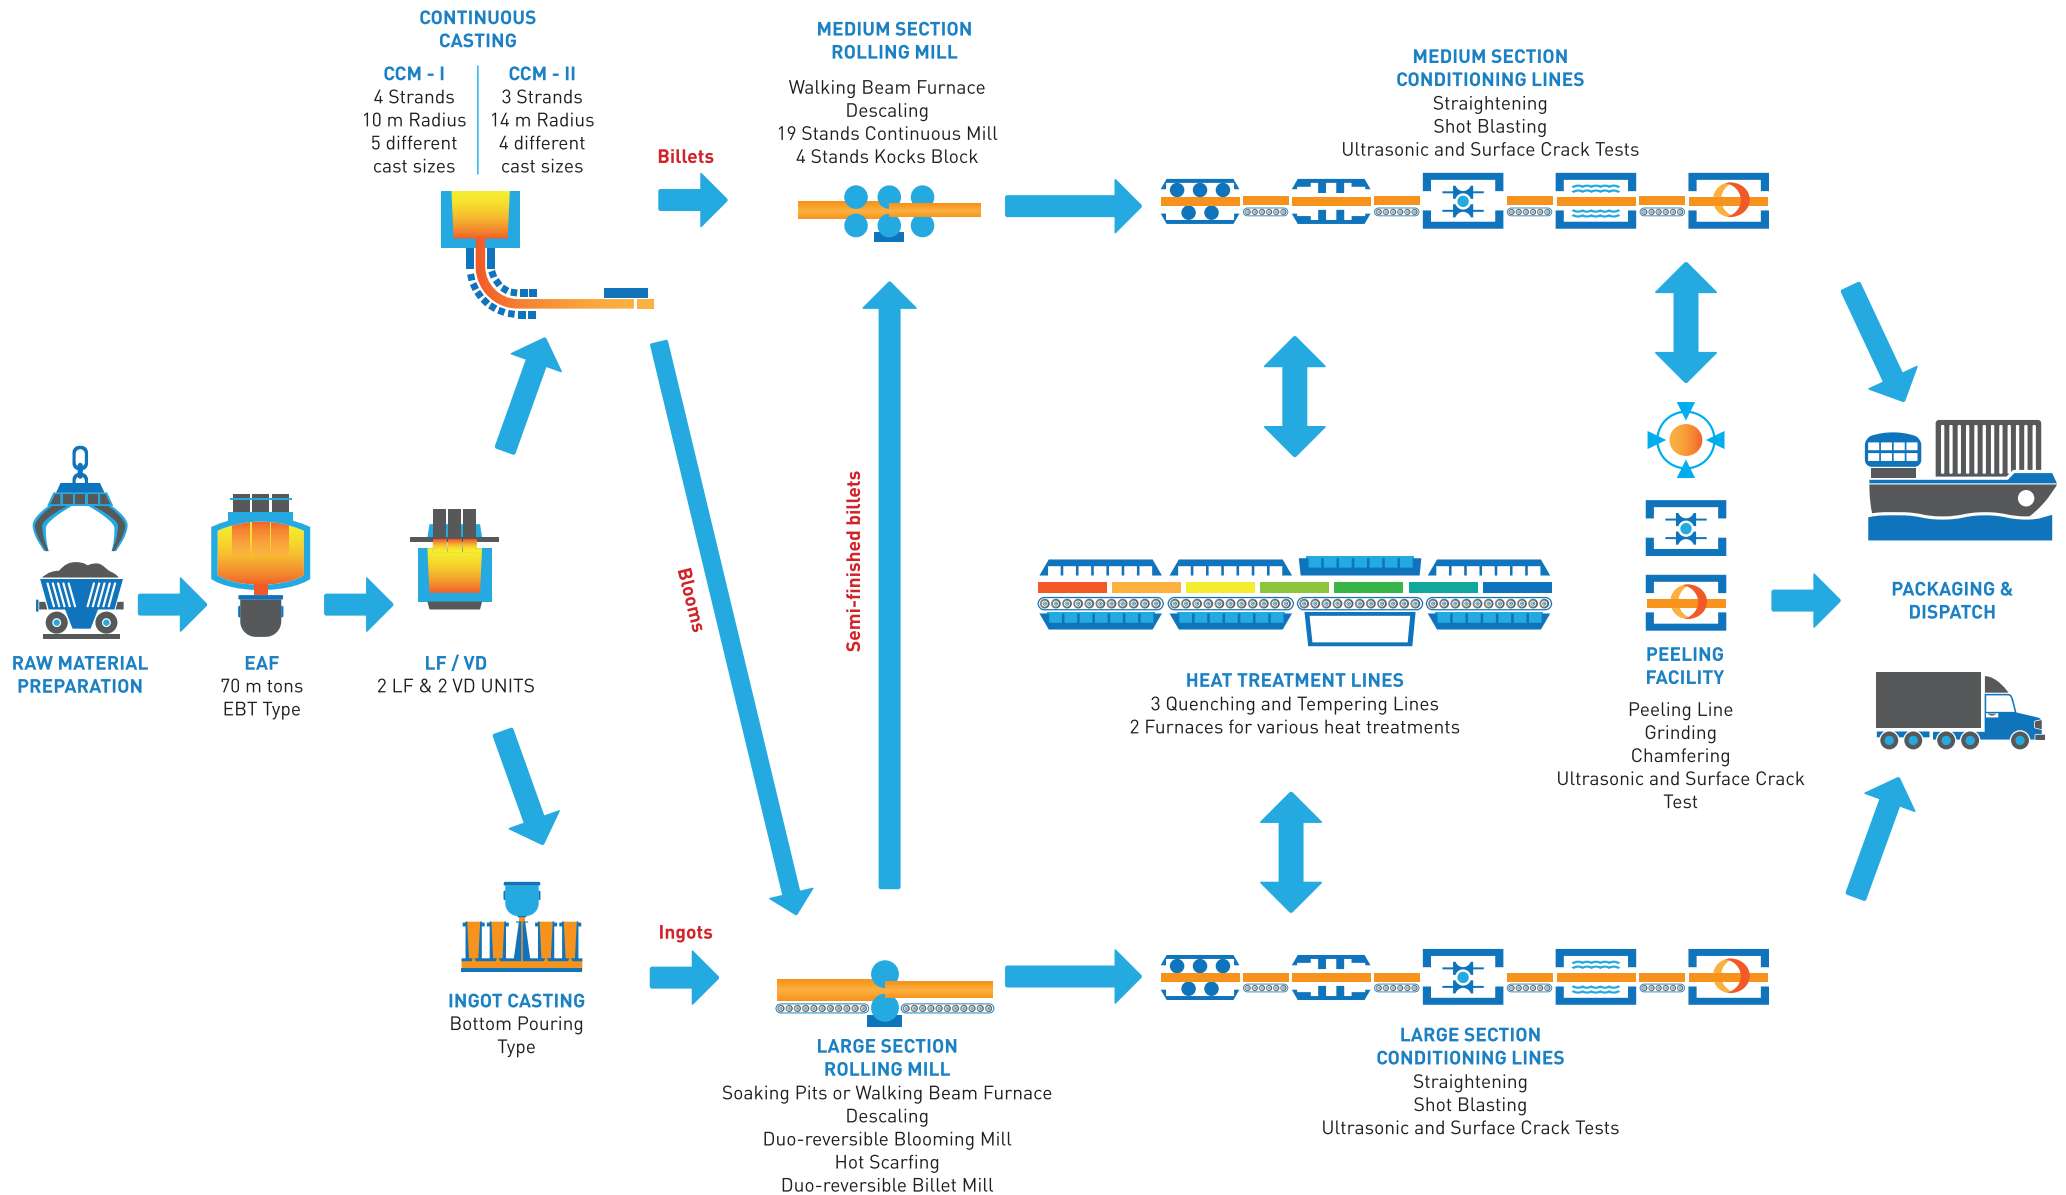 CONTINUOUS
CASTING
CCM - I
4 Strands
10 m Radius
5 different
cast sizes
CCM - II
3 Strands
14 m Radius
4 different
cast sizes
Billets
MEDIUM SECTION
ROLLING MILL
Walking Beam Furnace
Descaling
19 Stands Continuous Mill
4 Stands Kocks Block
MEDIUM SECTION
CONDITIONING LINES
Straightening
Shot Blasting
Ultrasonic and Surface Crack Tests
Blooms
Semi-finished billets
RAW MATERIAL
PREPARATION
EAF
70 m tons
EBT Type
LF / VD
2 LF & 2 VD UNITS
HEAT TREATMENT LINES
3 Quenching and Tempering Lines
2 Furnaces for various heat treatments
PEELING
FACILITY
Peeling Line
Grinding
Chamfering
Ultrasonic and Surface Crack
Test
PACKAGING &
DISPATCH
INGOT CASTING
Bottom Pouring
Type
Ingots
LARGE SECTION
ROLLING MILL
Soaking Pits or Walking Beam Furnace
Descaling
Duo-reversible Blooming Mill
Hot Scarfing
Duo-reversible Billet Mill
LARGE SECTION
CONDITIONING LINES
Straightening
Shot Blasting
Ultrasonic and Surface Crack Tests